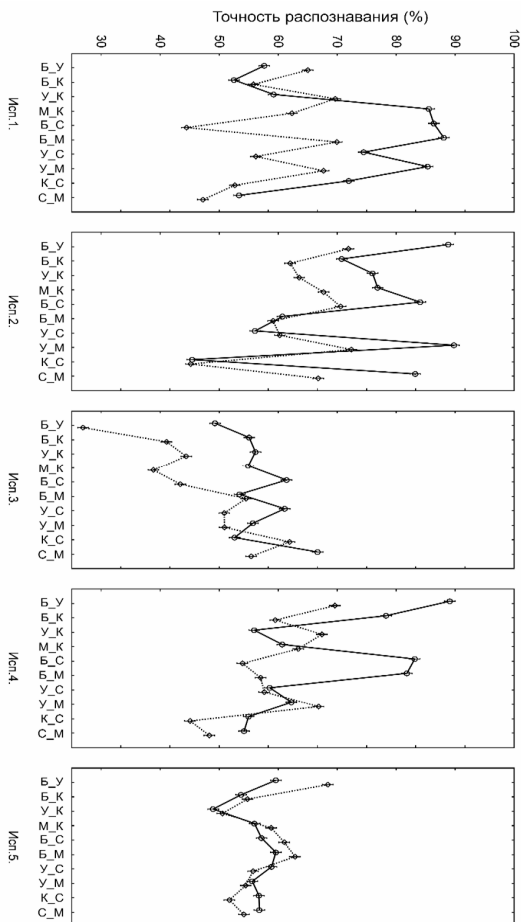 Точность распознавания (%)
30 40 50 60 70 80 90 100
Исп.1.
Б_У
Б_К
У_К
М_К
Б_С
Б_М
У_С
У_М
К_С
С_М
Исп.2.
Б_У
Б_К
У_К
М_К
Б_С
Б_М
У_С
У_М
К_С
С_М
Исп.3.
Б_У
Б_К
У_К
М_К
Б_С
Б_М
У_С
У_М
К_С
С_М
Исп.4.
Б_У
Б_К
У_К
М_К
Б_С
Б_М
У_С
У_М
К_С
С_М
Исп.5.
Б_У
Б_К
У_К
М_К
Б_С
Б_М
У_С
У_М
К_С
С_М